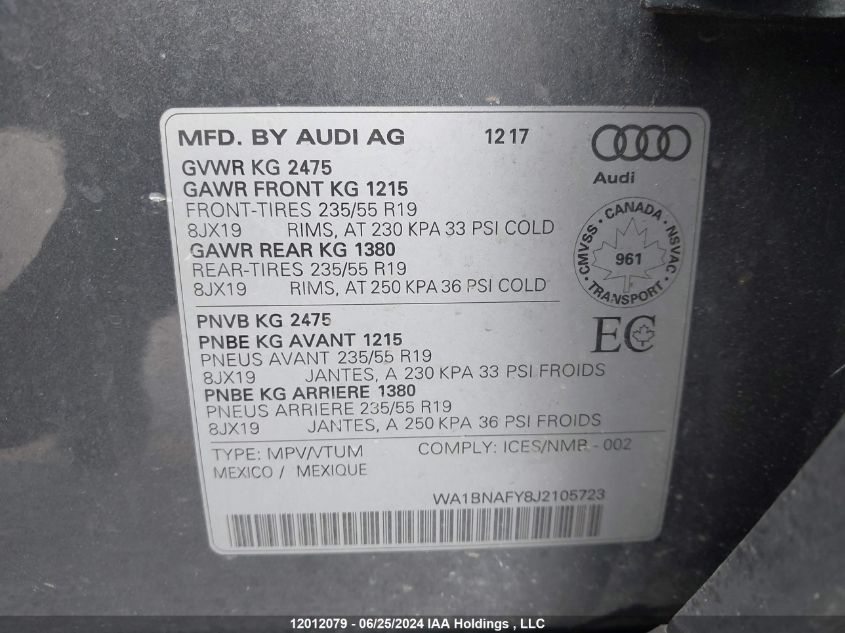 MFD. BY AUDI AG 12 17
Audi
GVWR KG 2475
GAWR FRONT KG 1215
FRONT-TIRES 235/55 R19
8JX19 RIMS, AT 230 KPA 33 PSI COLD
GAWR REAR KG 1380
REAR-TIRES 235/55 R19
8JX19 RIMS, AT 250 KPA 36 PSI COLD
CMVSS · CANADA · NSVAC · TRANSPORT ·
961
PNVB KG 2475
PNBE KG AVANT 1215
PNEUS AVANT 235/55 R19
8JX19 JANTES, A 230 KPA 33 PSI FROIDS
PNBE KG ARRIERE 1380
PNEUS ARRIERE 235/55 R19
8JX19 JANTES, A 250 KPA 36 PSI FROIDS
EC
TYPE: MPV/VTUM COMPLY: ICES/NMB - 002
MEXICO / MEXIQUE
WA1BNAFY8J2105723
12012079 - 06/25/2024 IAA Holdings , LLC